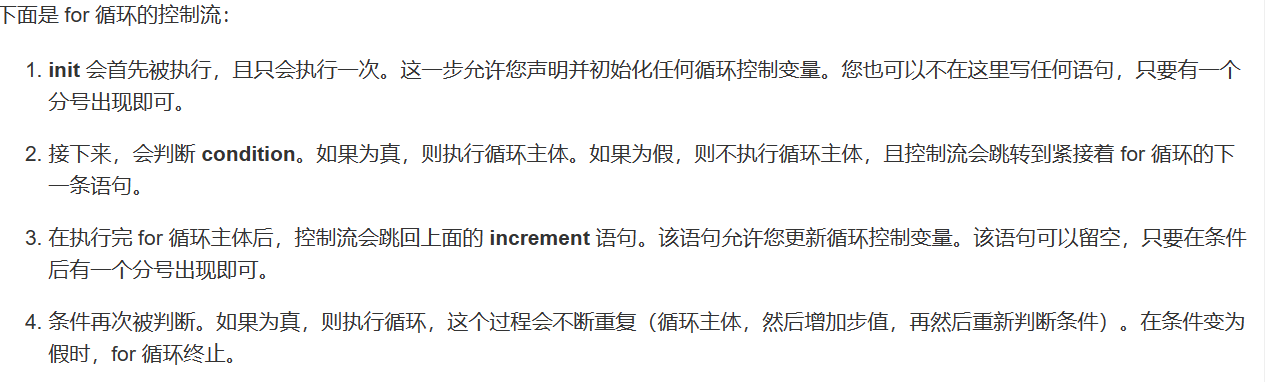 下面是 for 循环的控制流：
1. init 会首先被执行，且只会执行一次。这一步允许您声明并初始化任何循环控制变量。您也可以不在这里写任何语句，只要有一个
分号出现即可。
2. 接下来，会判断 condition。如果为真，则执行循环主体。如果为假，则不执行循环主体，且控制流会跳转到紧接着 for 循环的下
一条语句。
3. 在执行完 for 循环主体后，控制流会跳回上面的 increment 语句。该语句允许您更新循环控制变量。该语句可以留空，只要在条件
后有一个分号出现即可。
4. 条件再次被判断。如果为真，则执行循环，这个过程会不断重复（循环主体，然后增加步值，再然后重新判断条件）。在条件变为
假时，for 循环终止。